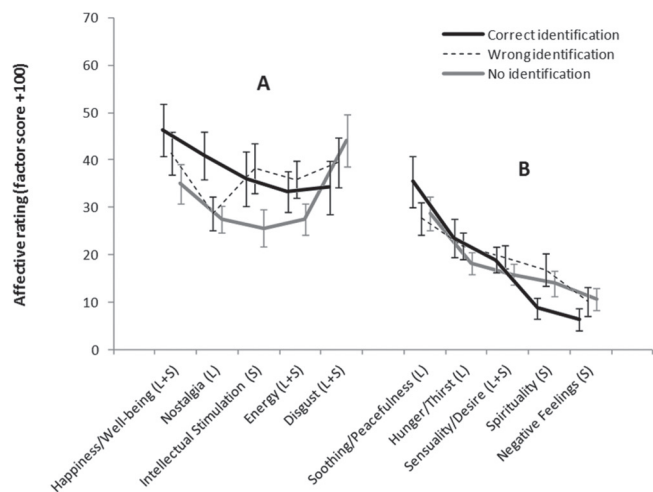 70
60
50
40
30
20
10
0
Affective rating (factor score +100)
A
B
Correct identification
Wrong identification
No identification
Happiness/Well-being (L+S)
Nostalgia (L)
Intellectual Stimulation (S)
Energy (L+S)
Disgust (L+S)
Soothing/Peacefulness (L)
Hunger/Thirst (L)
Sensuality/Desire (L+S)
Spirituality (S)
Negative Feelings (S)